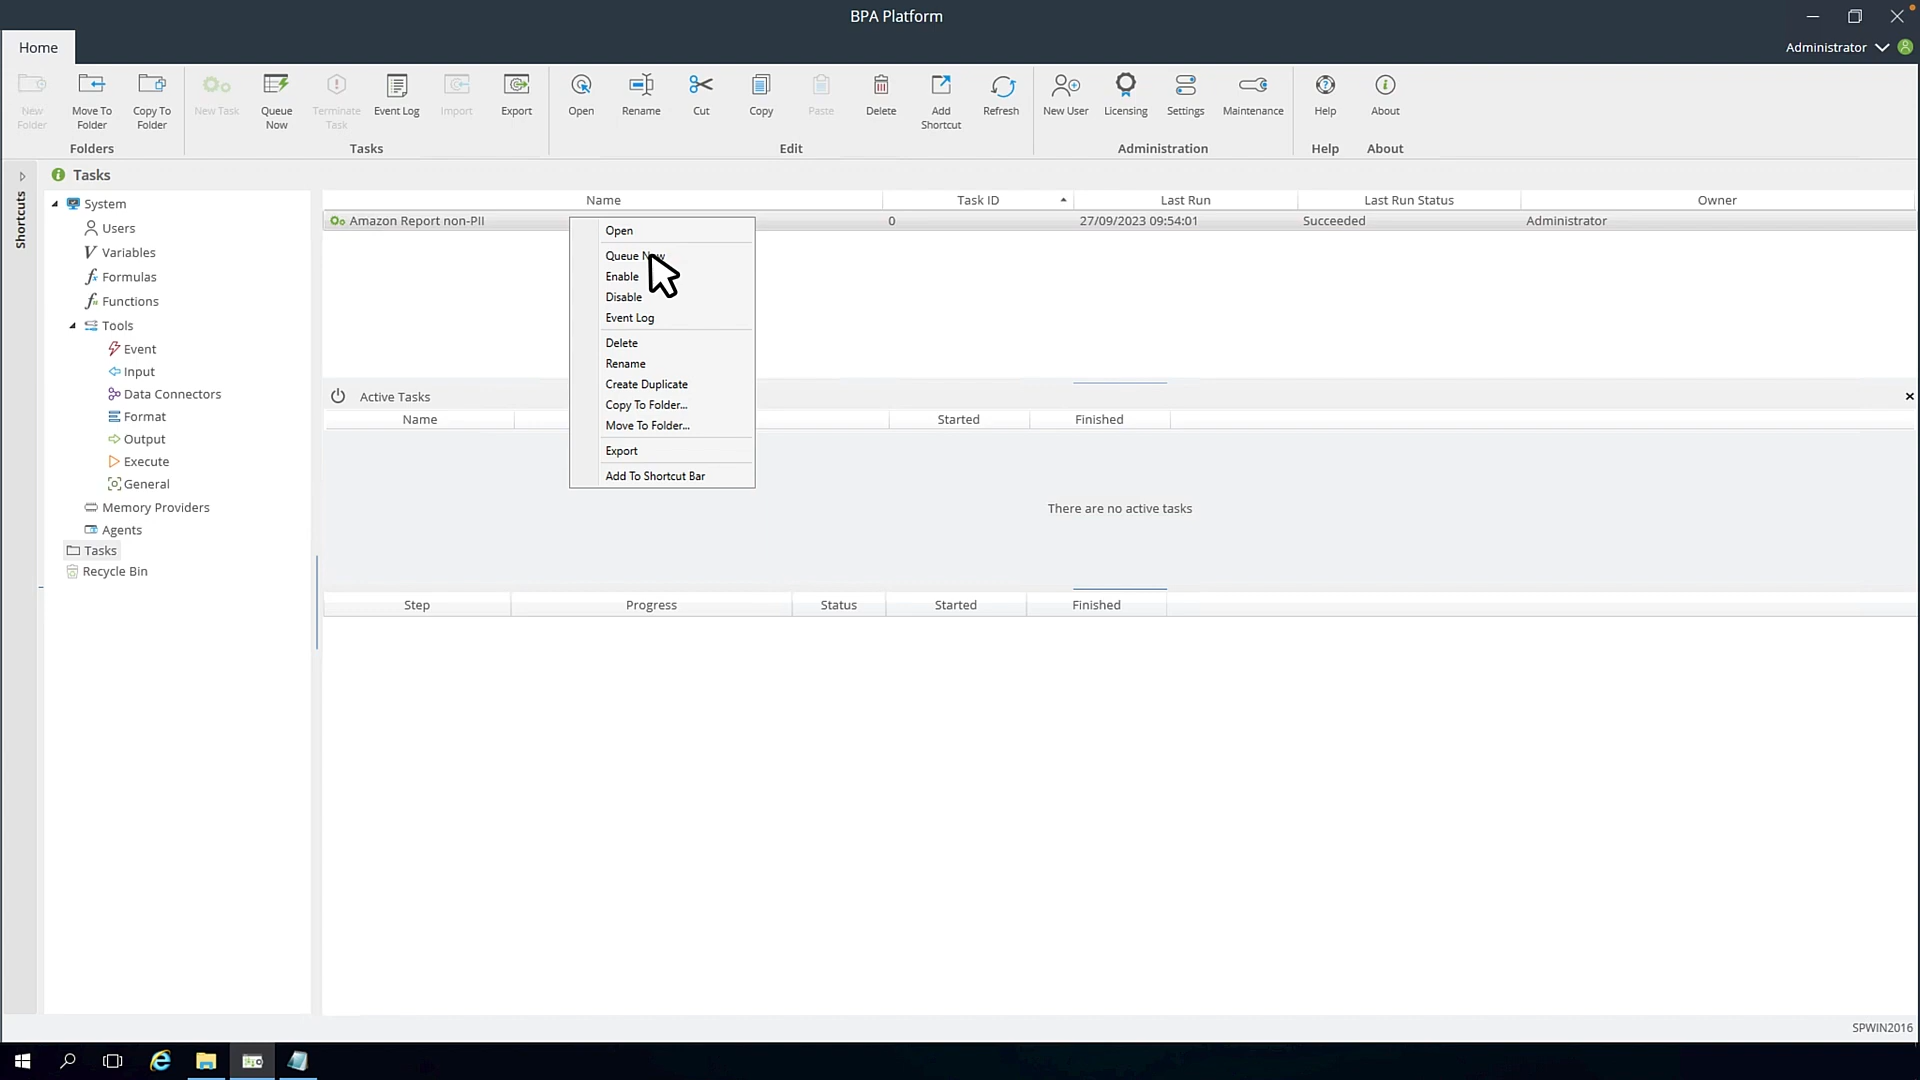 BPA Platform
Home
Administrator
New Folder
Move To Folder
Copy To Folder
New Task
Queue Now
Terminate Task
Event Log
Import
Export
Open
Rename
Cut
Copy
Paste
Delete
Add Shortcut
Refresh
New User
Licensing
Settings
Maintenance
Help
About
Folders
Tasks
Edit
Administration
Help
About
Shortcuts
Tasks
System
Users
Variables
Formulas
Functions
Tools
Event
Input
Data Connectors
Format
Output
Execute
General
Memory Providers
Agents
Tasks
Recycle Bin
Name Task ID Last Run Last Run Status Owner
Amazon Report non-PII 0 27/09/2023 09:54:01 Succeeded Administrator
Open
Queue Now
Enable
Disable
Event Log
Delete
Rename
Create Duplicate
Copy To Folder...
Move To Folder...
Export
Add To Shortcut Bar
Active Tasks
Name Started Finished
There are no active tasks
Step Progress Status Started Finished
SPWIN2016